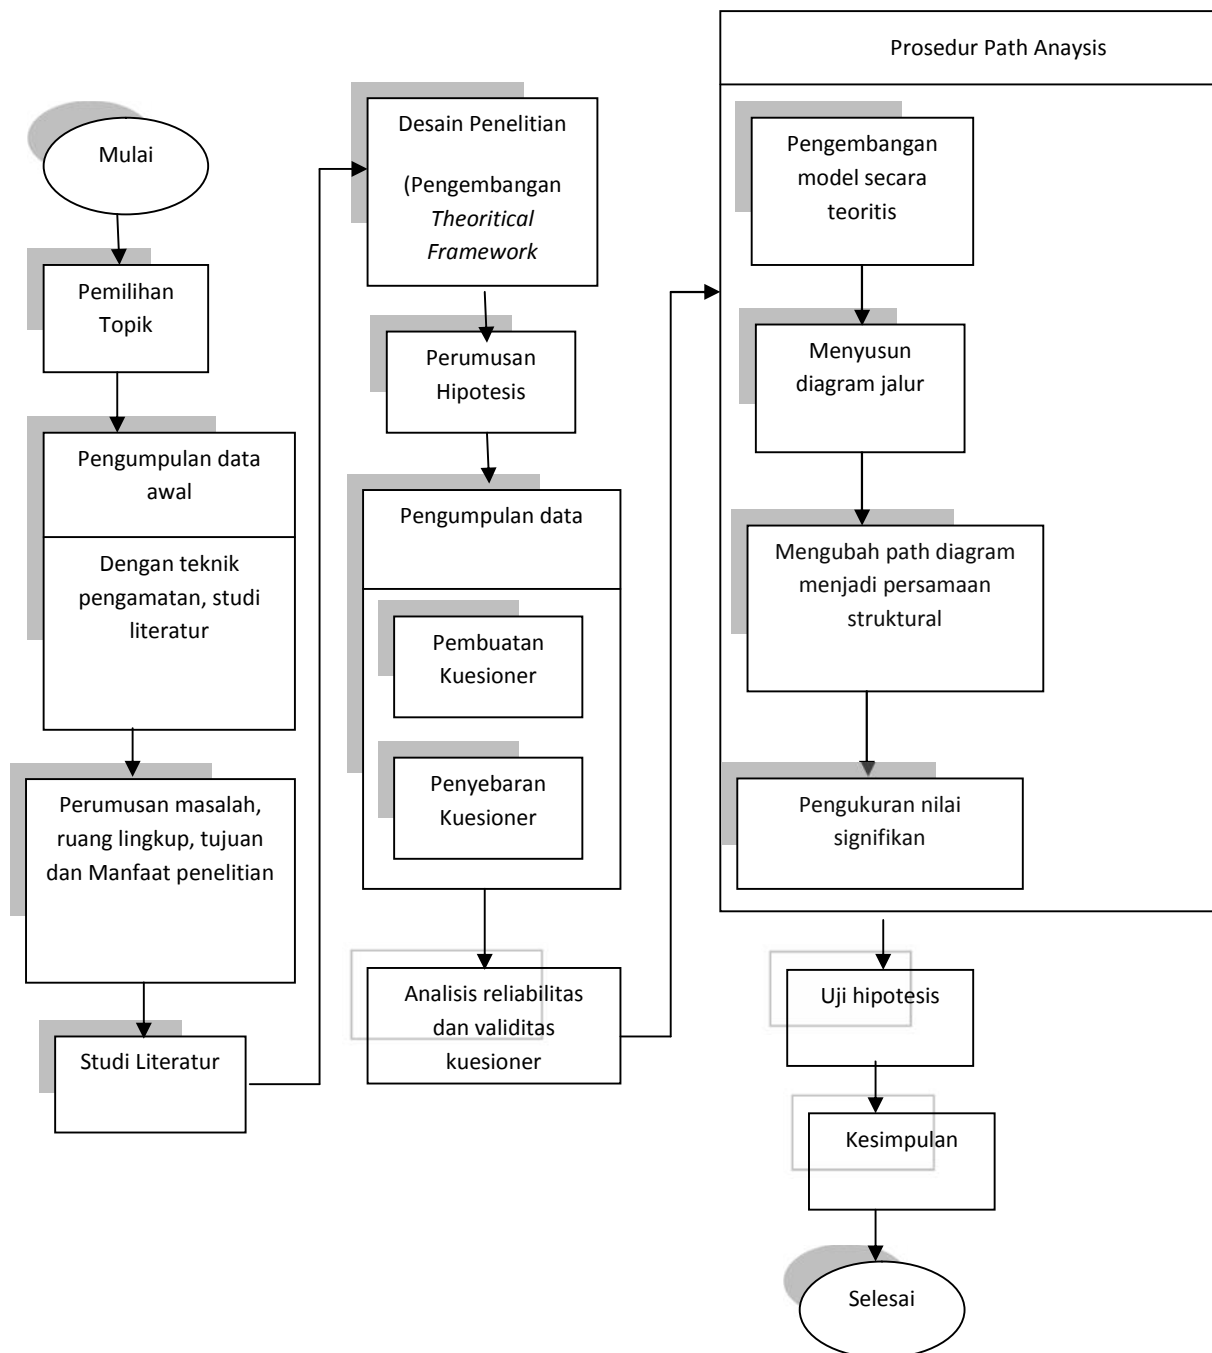 Mulai
Pemilihan
Topik
Pengumpulan data
awal
Dengan teknik
pengamatan, studi
literatur
Perumusan masalah,
ruang lingkup, tujuan
dan Manfaat penelitian
Studi Literatur
Desain Penelitian
(Pengembangan
Theoritical
Framework
Perumusan
Hipotesis
Pengumpulan data
Pembuatan
Kuesioner
Penyebaran
Kuesioner
Analisis reliabilitas
dan validitas
kuesioner
Prosedur Path Anaysis
Pengembangan
model secara
teoritis
Menyusun
diagram jalur
Mengubah path diagram
menjadi persamaan
struktural
Pengukuran nilai
signifikan
Uji hipotesis
Kesimpulan
Selesai